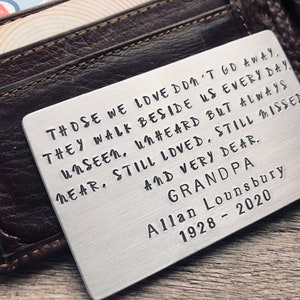 THOSE WE LOVE DON'T GO AWAY,
THEY WALK BESIDE US EVERY DAY,
UNSEEN, UNHEARD BUT ALWAYS
NEAR, STILL LOVED, STILL MISSED
AND VERY DEAR.
GRANDPA
Allan Lounsbury
1928 - 2020